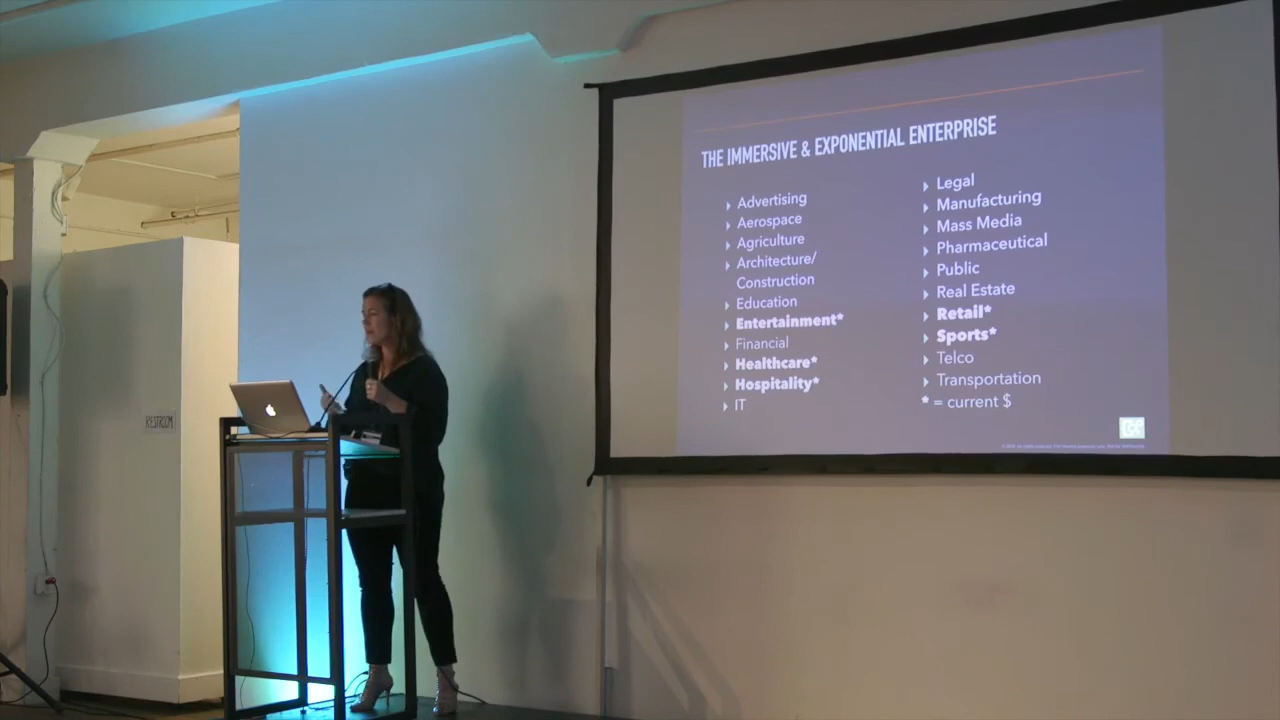 THE IMMERSIVE & EXPONENTIAL ENTERPRISE
Advertising
Aerospace
Agriculture
Architecture/
Construction
Education
Entertainment*
Financial
Healthcare*
Hospitality*
IT
Legal
Manufacturing
Mass Media
Pharmaceutical
Public
Real Estate
Retail*
Sports*
Telco
Transportation
* = current $
RESTROOM